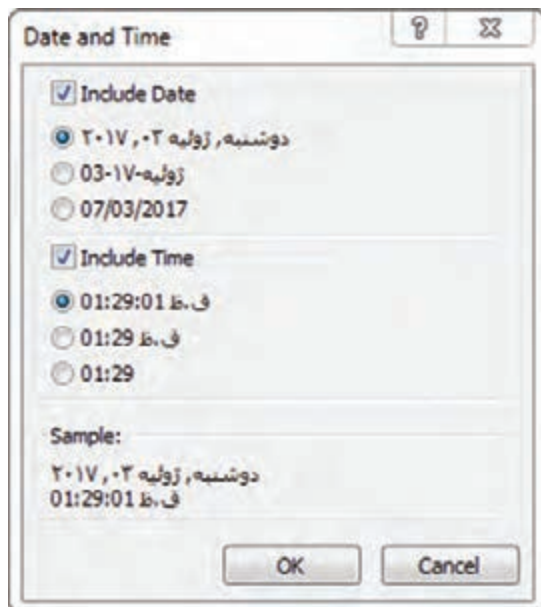 Date and Time
Include Date
دوشنبه, ژوئیه ۰۳, ۲۰۱۷
03-ژوئیه-۱۷
07/03/2017
Include Time
01:29:01 ق.ظ
01:29 ق.ظ
01:29
Sample:
دوشنبه, ژوئیه ۰۳, ۲۰۱۷
01:29:01 ق.ظ
OK
Cancel